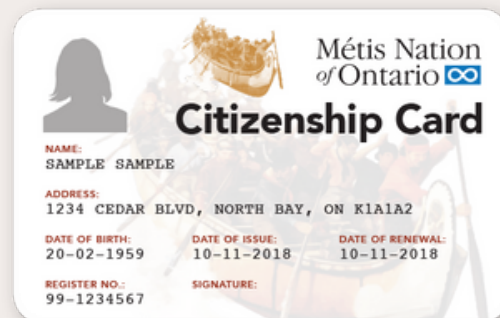 Métis Nation
of Ontario
Citizenship Card
NAME:
SAMPLE SAMPLE
ADDRESS:
1234 CEDAR BLVD, NORTH BAY, ON K1A1A2
DATE OF BIRTH: DATE OF ISSUE: DATE OF RENEWAL:
20-02-1959 10-11-2018 10-11-2018
REGISTER NO.: SIGNATURE:
99-1234567